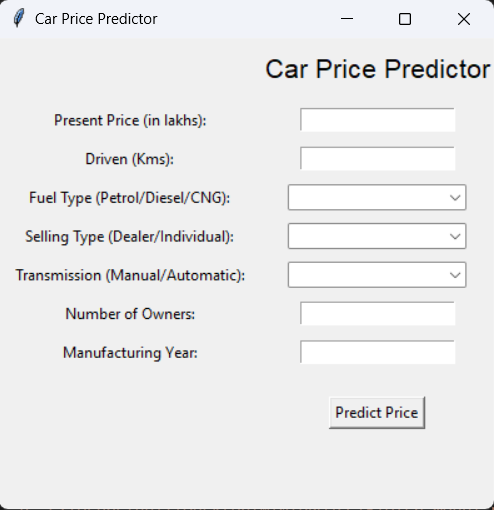 Car Price Predictor
Car Price Predictor
Present Price (in lakhs):
Driven (Kms):
Fuel Type (Petrol/Diesel/CNG):
Selling Type (Dealer/Individual):
Transmission (Manual/Automatic):
Number of Owners:
Manufacturing Year:
Predict Price